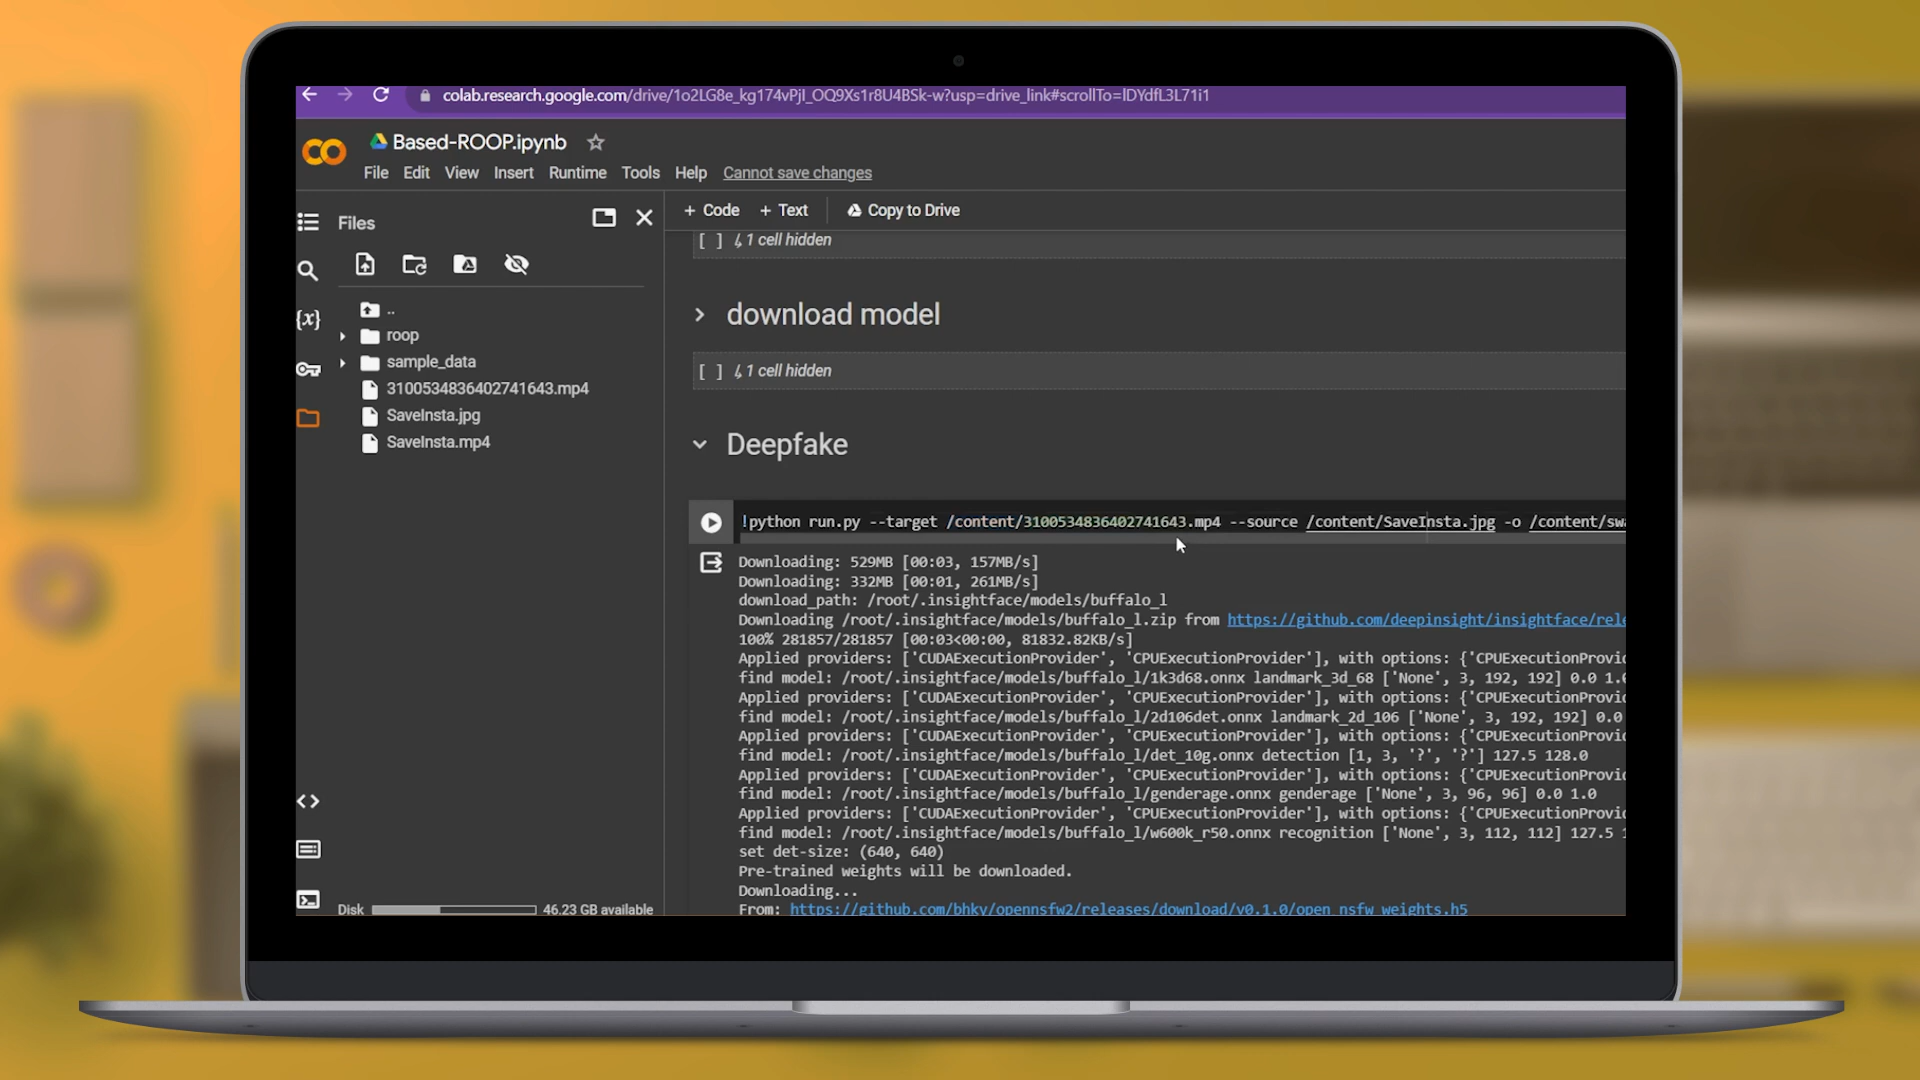 colab.research.google.com/drive/1o2LG8e_kg174vPjI_OQ9Xs1r8U4BSk-w?usp=drive_link#scrollTo=lDYdfL3L71i1
Based-ROOP.ipynb
File Edit View Insert Runtime Tools Help Cannot save changes
Files
+ Code + Text Copy to Drive
[ ] ↳ 1 cell hidden
{x}
..
roop
sample_data
3100534836402741643.mp4
SaveInsta.jpg
SaveInsta.mp4
download model
[ ] ↳ 1 cell hidden
Deepfake
!python run.py --target /content/3100534836402741643.mp4 --source /content/SaveInsta.jpg -o /content/swa
Downloading: 529MB [00:03, 157MB/s]
Downloading: 332MB [00:01, 261MB/s]
download_path: /root/.insightface/models/buffalo_l
Downloading /root/.insightface/models/buffalo_l.zip from https://github.com/deepinsight/insightface/rele
100% 281857/281857 [00:03<00:00, 81832.82KB/s]
Applied providers: ['CUDAExecutionProvider', 'CPUExecutionProvider'], with options: {'CPUExecutionProvid
find model: /root/.insightface/models/buffalo_l/1k3d68.onnx landmark_3d_68 ['None', 3, 192, 192] 0.0 1.0
Applied providers: ['CUDAExecutionProvider', 'CPUExecutionProvider'], with options: {'CPUExecutionProvid
find model: /root/.insightface/models/buffalo_l/2d106det.onnx landmark_2d_106 ['None', 3, 192, 192] 0.0
Applied providers: ['CUDAExecutionProvider', 'CPUExecutionProvider'], with options: {'CPUExecutionProvid
find model: /root/.insightface/models/buffalo_l/det_10g.onnx detection [1, 3, '?', '?'] 127.5 128.0
Applied providers: ['CUDAExecutionProvider', 'CPUExecutionProvider'], with options: {'CPUExecutionProvid
find model: /root/.insightface/models/buffalo_l/genderage.onnx genderage ['None', 3, 96, 96] 0.0 1.0
Applied providers: ['CUDAExecutionProvider', 'CPUExecutionProvider'], with options: {'CPUExecutionProvid
find model: /root/.insightface/models/buffalo_l/w600k_r50.onnx recognition ['None', 3, 112, 112] 127.5 1
set det-size: (640, 640)
Pre-trained weights will be downloaded.
Downloading...
From: https://github.com/bhky/opennsfw2/releases/download/v0.1.0/open_nsfw_weights.h5
Disk 46.23 GB available